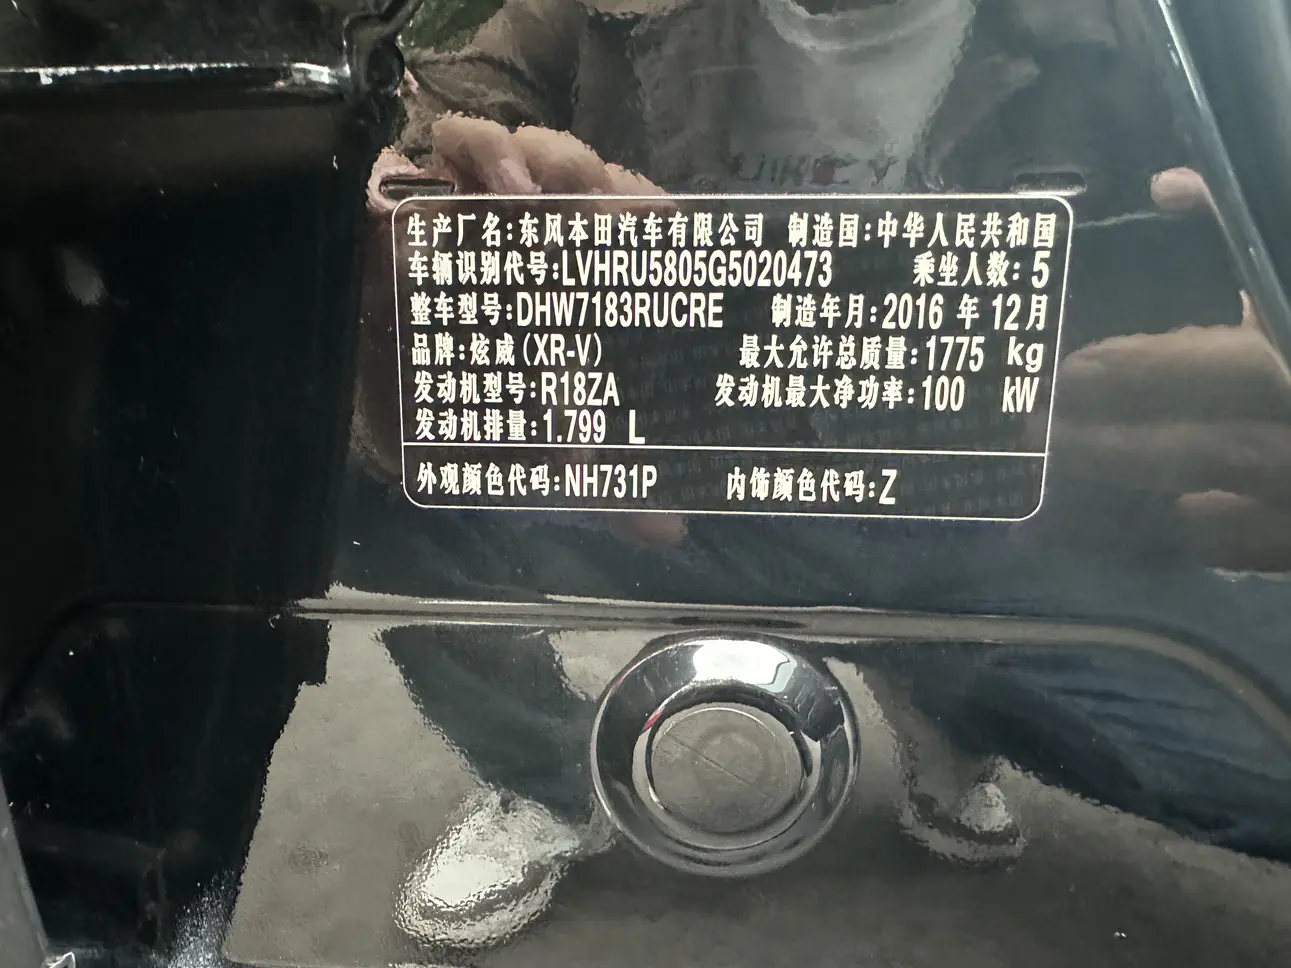 生产厂名:东风本田汽车有限公司 制造国:中华人民共和国
车辆识别代号:LVHRU5805G5020473 乘坐人数:5
整车型号:DHW7183RUCRE 制造年月:2016 年 12 月
品牌:炫威(XR-V) 最大允许总质量:1775 kg
发动机型号:R18ZA 发动机最大净功率:100 kW
发动机排量:1.799 L
外观颜色代码:NH731P 内饰颜色代码:Z